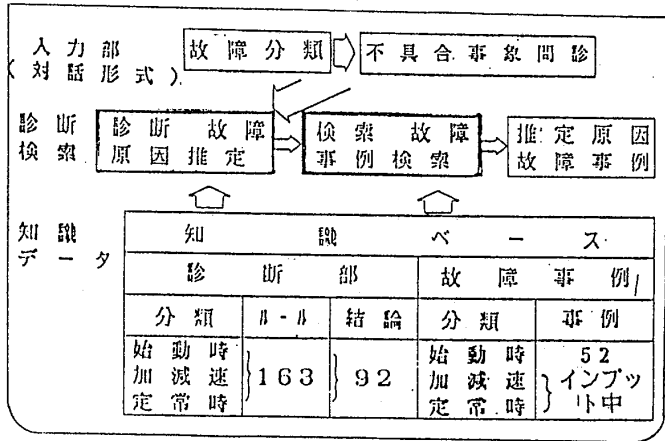 入力部 故障分類 不具合事象問診
(対話形式)
診断 診断 故障 検索 故障 推定原因
検索 原因推定 事例検索 故障事例
知識 知識ベース
データ 診断部 故障事例
分類 ルール 結論 分類 事例
始動時 始動時 52
加減速 163 92 加減速 インプッ
定常時 定常時 ト中